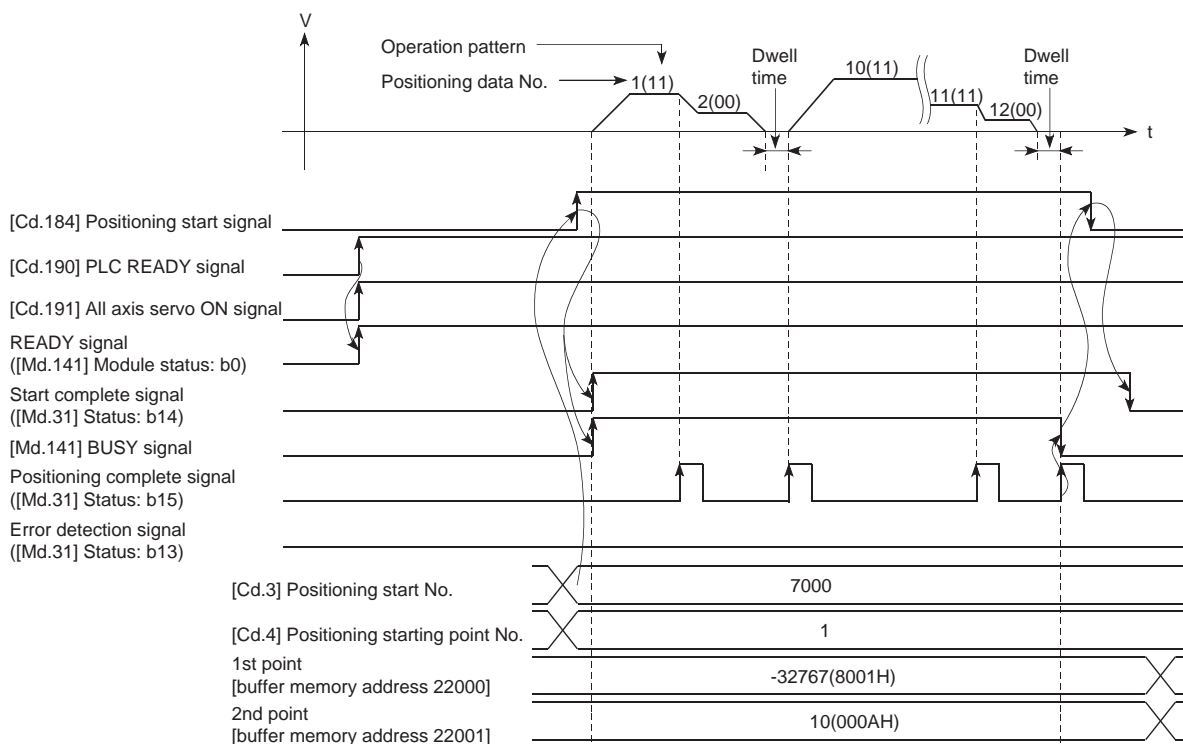 V
Operation pattern
Dwell
time
Dwell
time
Positioning data No.
1(11)
2(00)
10(11)
11(11)
12(00)
t
[Cd.184] Positioning start signal
[Cd.190] PLC READY signal
[Cd.191] All axis servo ON signal
READY signal
([Md.141] Module status: b0)
Start complete signal
([Md.31] Status: b14)
[Md.141] BUSY signal
Positioning complete signal
([Md.31] Status: b15)
Error detection signal
([Md.31] Status: b13)
[Cd.3] Positioning start No.
7000
[Cd.4] Positioning starting point No.
1
1st point
[buffer memory address 22000]
-32767(8001H)
2nd point
[buffer memory address 22001]
10(000AH)